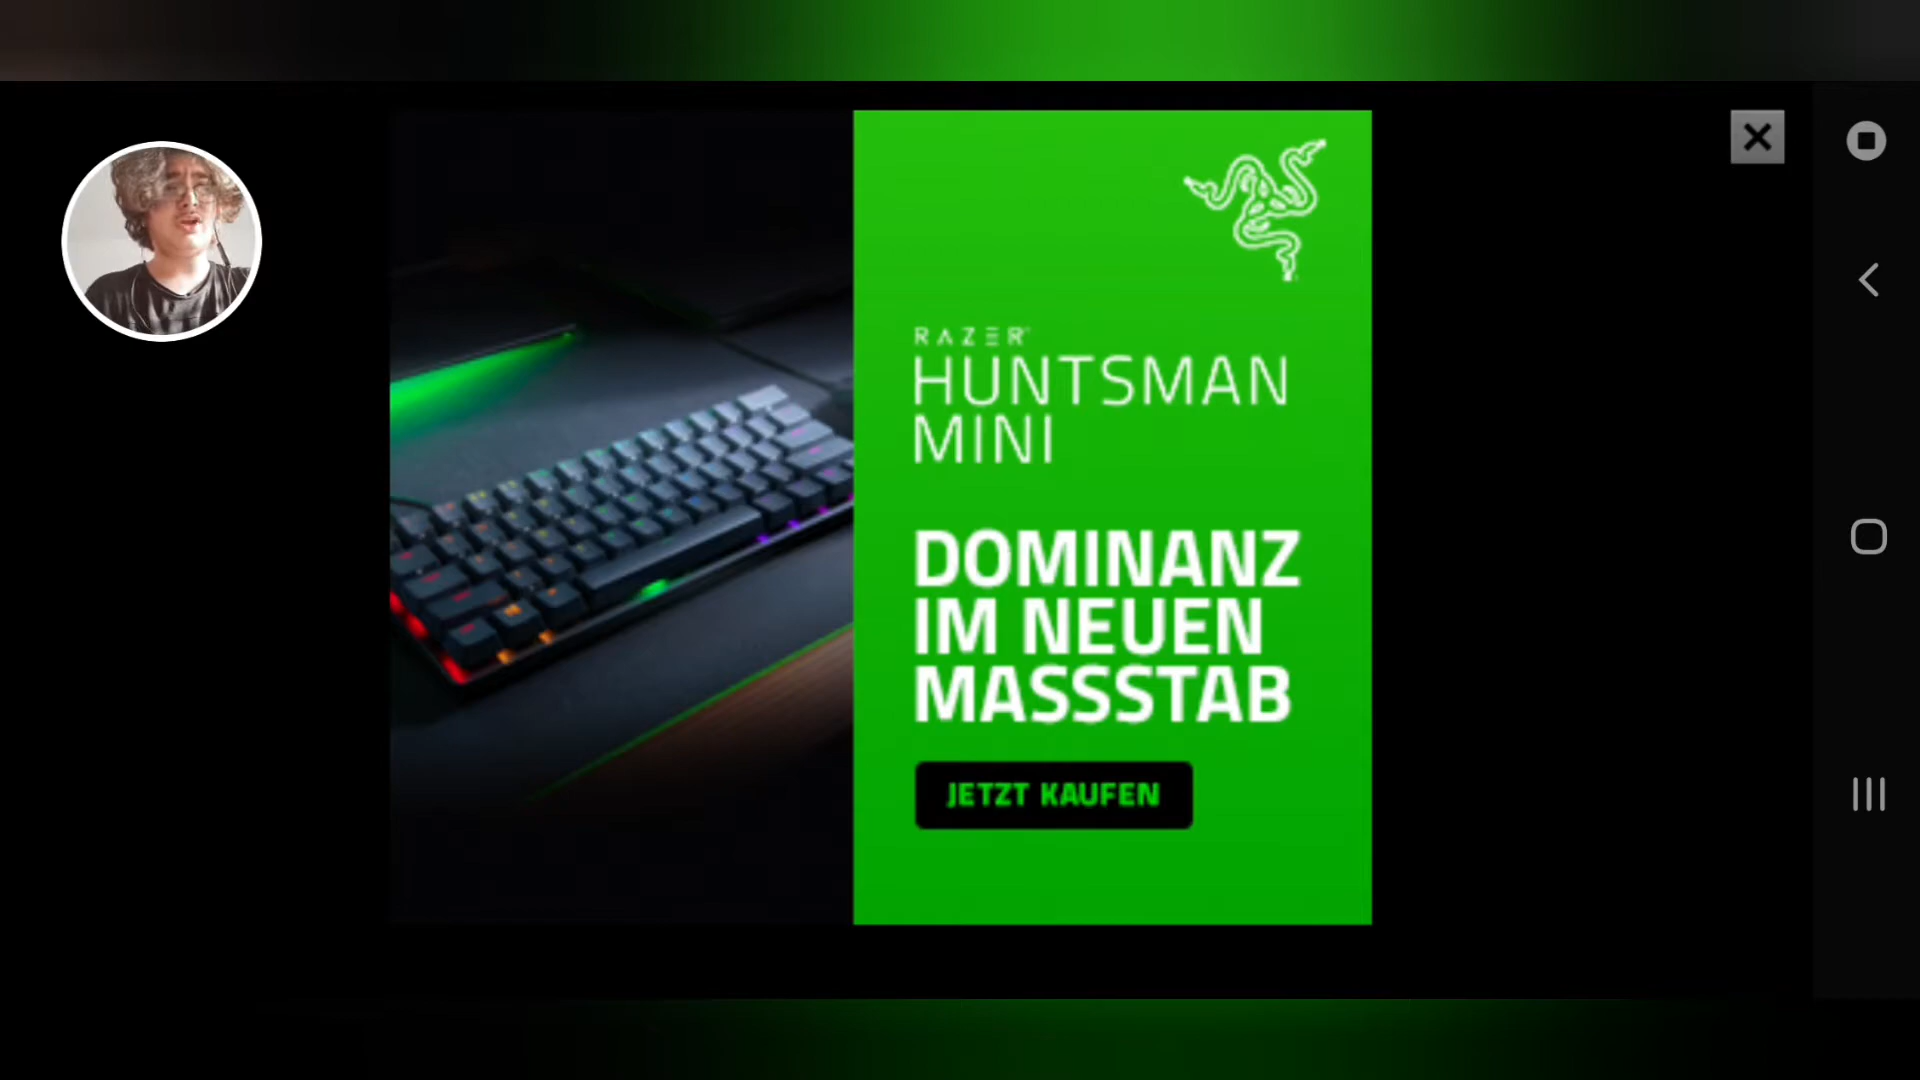 RAZER
HUNTSMAN
MINI
DOMINANZ
IM NEUEN
MASSSTAB
JETZT KAUFEN